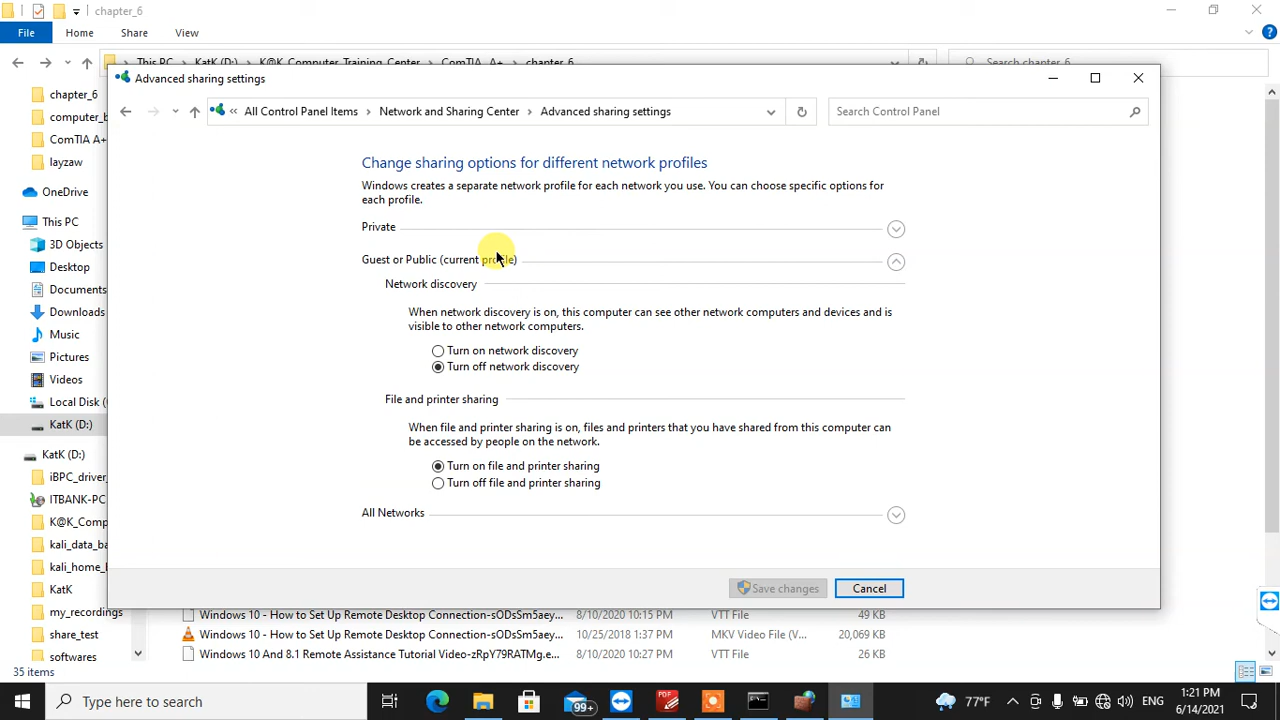 chapter_6
File
Home
Share
View
This PC
KatK (D:)
K@K_Computer_Training_Center
ComTIA_A+
chapter_6
Search chapter_6
Advanced sharing settings
All Control Panel Items
Network and Sharing Center
Advanced sharing settings
Search Control Panel
Change sharing options for different network profiles
Windows creates a separate network profile for each network you use. You can choose specific options for
each profile.
Private
Guest or Public (current profile)
Network discovery
When network discovery is on, this computer can see other network computers and devices and is
visible to other network computers.
Turn on network discovery
Turn off network discovery
File and printer sharing
When file and printer sharing is on, files and printers that you have shared from this computer can
be accessed by people on the network.
Turn on file and printer sharing
Turn off file and printer sharing
All Networks
Save changes
Cancel
chapter_6
computer_b
ComTIA A+
layzaw
OneDrive
This PC
3D Objects
Desktop
Documents
Downloads
Music
Pictures
Videos
Local Disk (
KatK (D:)
KatK (D:)
iBPC_driver
ITBANK-PC
K@K_Comp
kali_data_ba
kali_home_
KatK
my_recordings
share_test
softwares
Windows 10 - How to Set Up Remote Desktop Connection-sODsSm5aey...
8/10/2020 10:15 PM
VTT File
49 KB
Windows 10 - How to Set Up Remote Desktop Connection-sODsSm5aey...
10/25/2018 1:37 PM
MKV Video File (V...
20,069 KB
Windows 10 And 8.1 Remote Assistance Tutorial Video-zRpY79RATMg.e...
8/10/2020 10:27 PM
VTT File
26 KB
35 items
Type here to search
99+
PDF
77°F
ENG
1:21 PM
6/14/2021